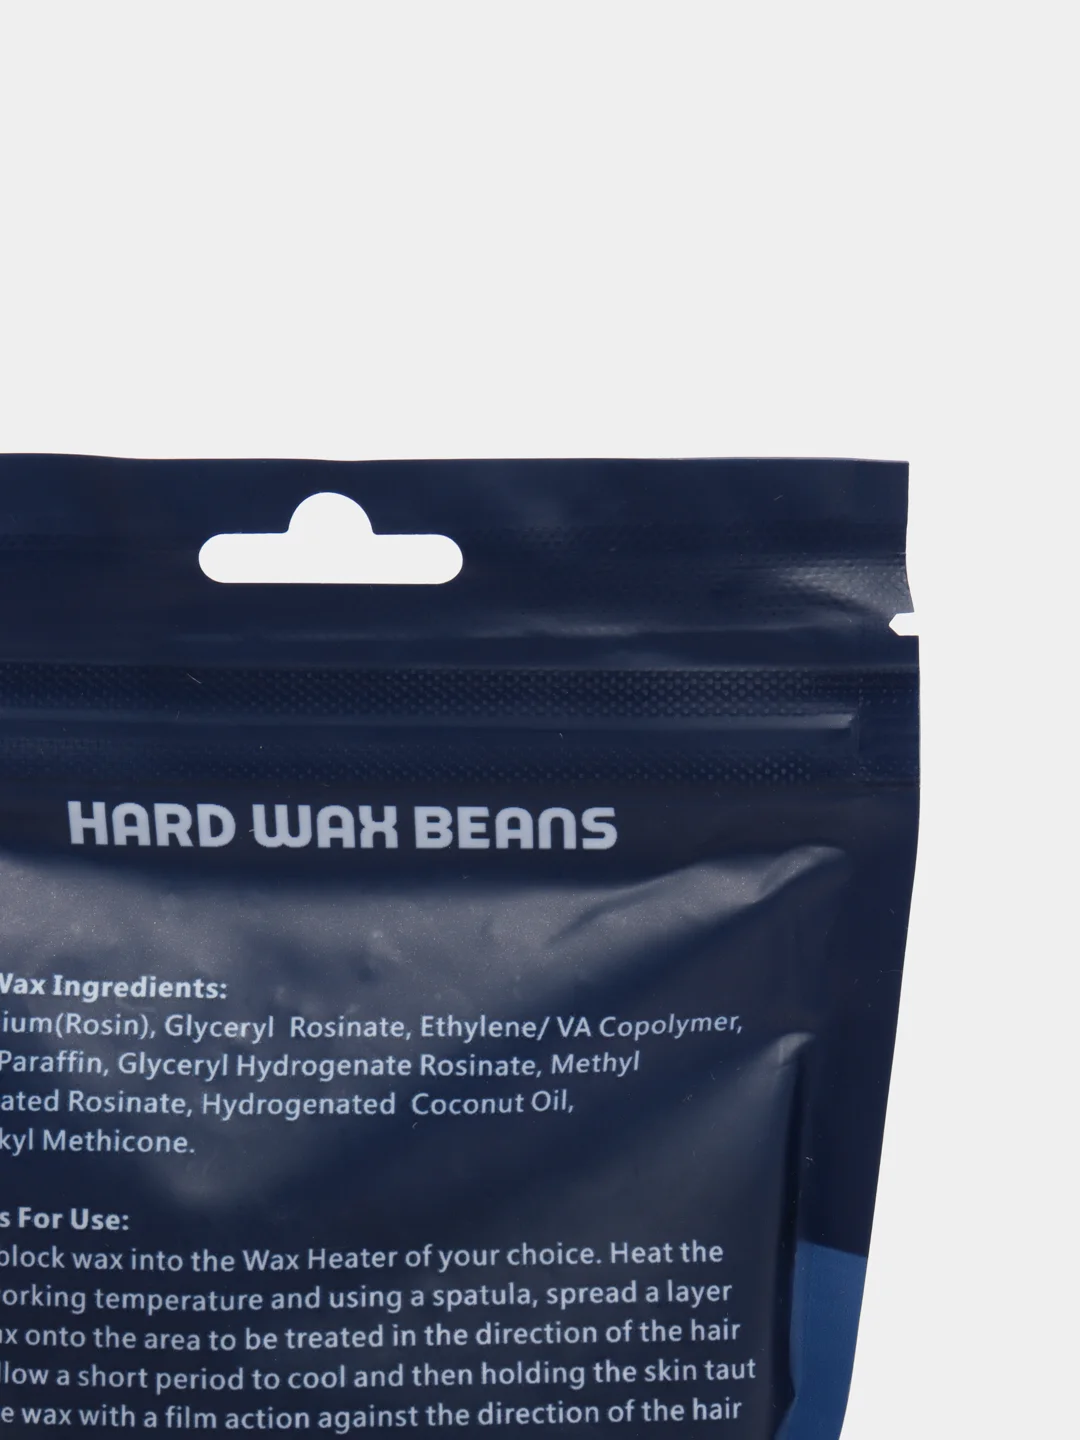 HARD WAX BEANS
Wax Ingredients:
ium(Rosin), Glyceryl Rosinate, Ethylene/ VA Copolymer,
Paraffin, Glyceryl Hydrogenate Rosinate, Methyl
ated Rosinate, Hydrogenated Coconut Oil,
kyl Methicone.
s For Use:
block wax into the Wax Heater of your choice. Heat the
orking temperature and using a spatula, spread a layer
ax onto the area to be treated in the direction of the hair
llow a short period to cool and then holding the skin taut
e wax with a film action against the direction of the hair